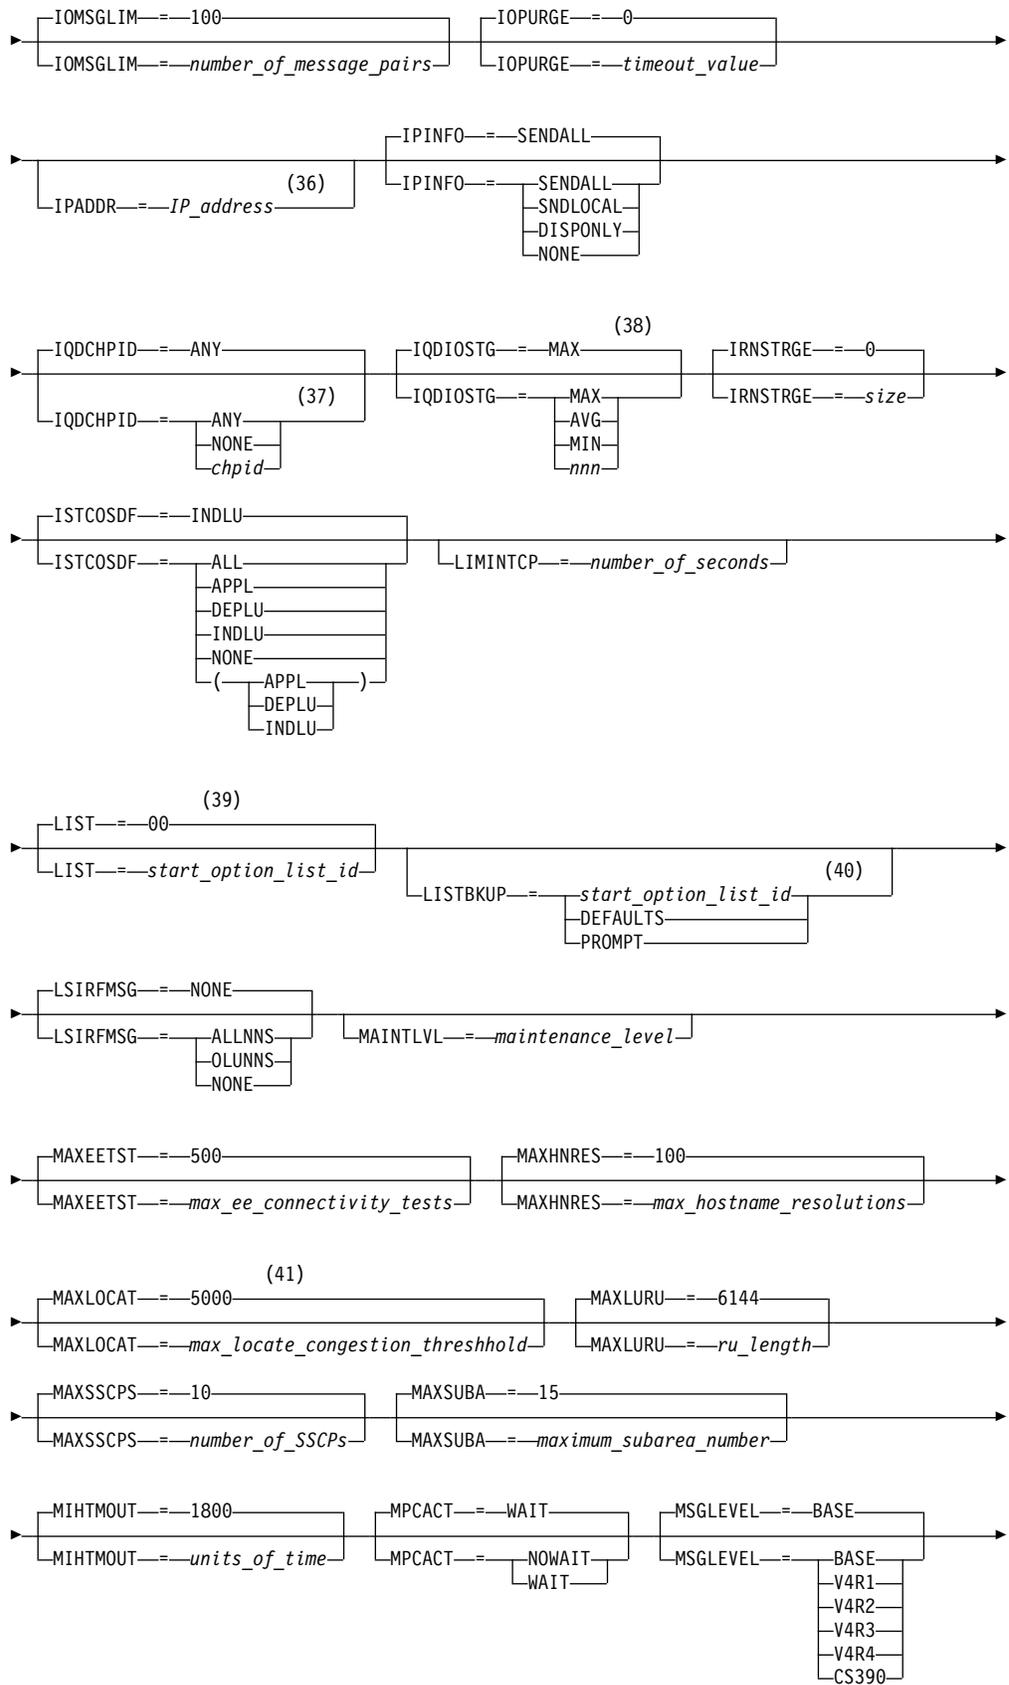 IOMSGLIM = 100 IOPURGE = 0
IOMSGLIM = number_of_message_pairs IOPURGE = timeout_value
IPINFO = SENDALL
(36) IPINFO = SENDALL
IPADDR = IP_address SNDLOCAL
DISPONLY
NONE
(38)
IQDCHPID = ANY IQDIOSTG = MAX IRNSTRGE = 0
(37) IQDIOSTG = MAX IRNSTRGE = size
IQDCHPID = ANY AVG
NONE MIN
chpid nnn
ISTCOSDF = INDLU
ISTCOSDF = ALL LIMINTCP = number_of_seconds
APPL
DEPLU
INDLU
NONE
( APPL )
DEPLU
INDLU
(39)
LIST = 00
LIST = start_option_list_id (40)
LISTBKUP = start_option_list_id
DEFAULTS
PROMPT
LSIRFMSG = NONE
LSIRFMSG = ALLNNS MAINTLVL = maintenance_level
OLUNNS
NONE
MAXEETST = 500 MAXHNRES = 100
MAXEETST = max_ee_connectivity_tests MAXHNRES = max_hostname_resolutions
(41)
MAXLOCAT = 5000 MAXLURU = 6144
MAXLOCAT = max_locate_congestion_threshhold MAXLURU = ru_length
MAXSSCPS = 10 MAXSUBA = 15
MAXSSCPS = number_of_SSCPs MAXSUBA = maximum_subarea_number
MIHTMOUT = 1800 MPCACT = WAIT MSGLEVEL = BASE
MIHTMOUT = units_of_time MPCACT = NOWAIT MSGLEVEL = BASE
WAIT V4R1
V4R2
V4R3
V4R4
CS390